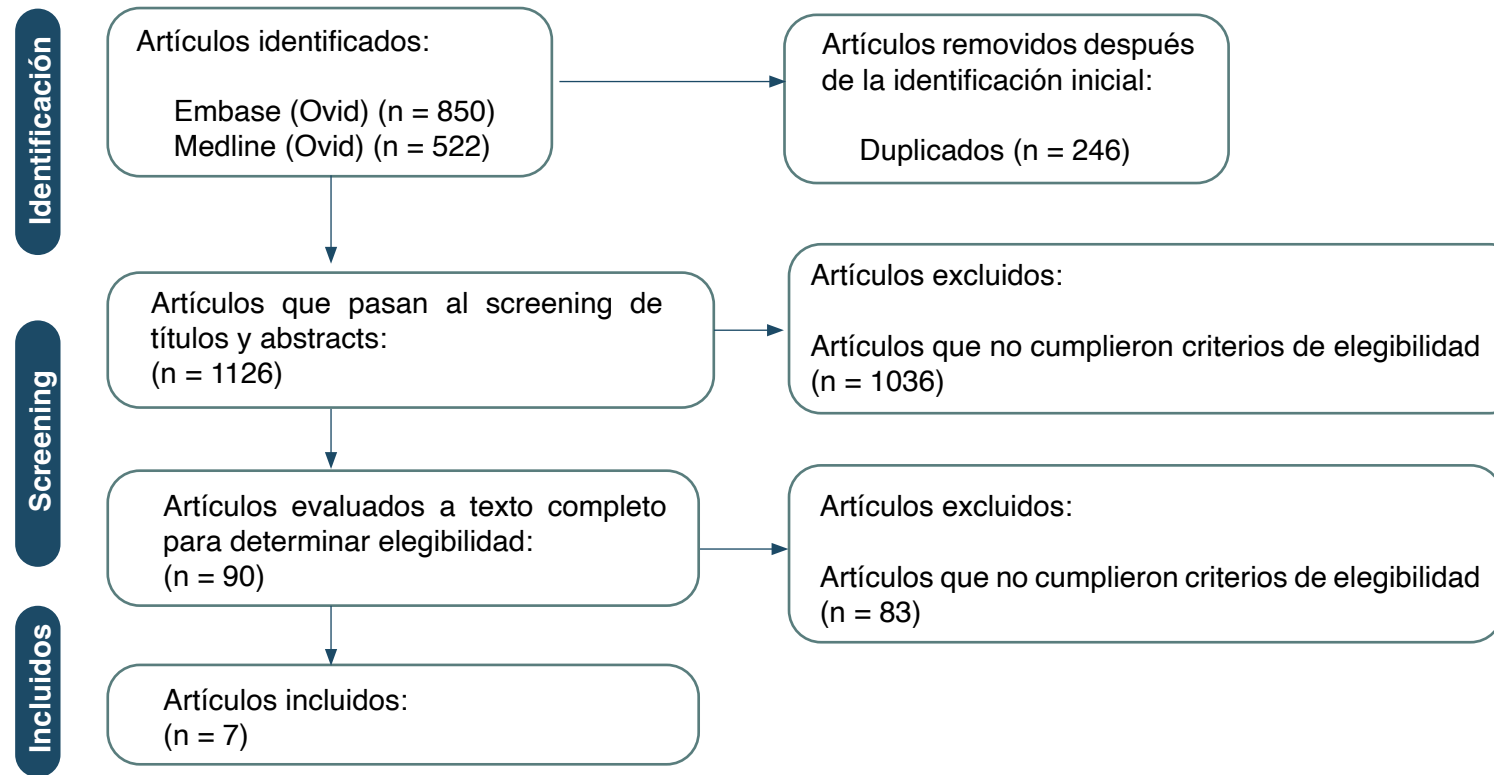 Identificación
Artículos identificados:
Embase (Ovid) (n = 850)
Medline (Ovid) (n = 522)
Artículos removidos después
de la identificación inicial:
Duplicados (n = 246)
Screening
Artículos que pasan al screening de
títulos y abstracts:
(n = 1126)
Artículos excluidos:
Artículos que no cumplieron criterios de elegibilidad
(n = 1036)
Artículos evaluados a texto completo
para determinar elegibilidad:
(n = 90)
Artículos excluidos:
Artículos que no cumplieron criterios de elegibilidad
(n = 83)
Incluidos
Artículos incluidos:
(n = 7)